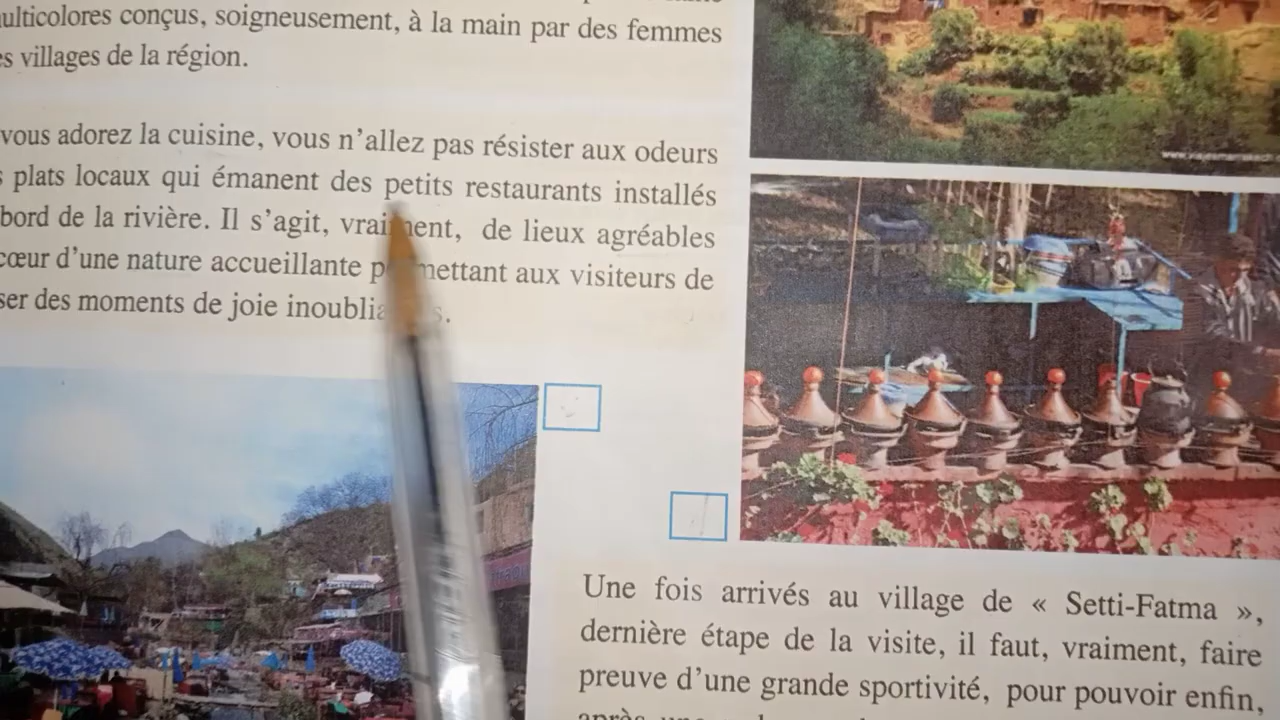 multicolores conçus, soigneusement, à la main par des femmes
villages de la région.
vous adorez la cuisine, vous n'allez pas résister aux odeurs
plats locaux qui émanent des petits restaurants installés
bord de la rivière. Il s'agit, vraiment, de lieux agréables
cœur d'une nature accueillante permettant aux visiteurs de
des moments de joie
Une fois arrivés au village de « Setti-Fatma »,
dernière étape de la visite, il faut, vraiment, faire
preuve d'une grande sportivité, pour pouvoir enfin,